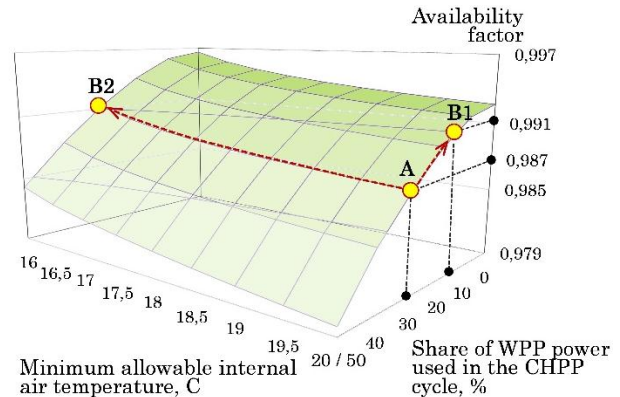 Availability
factor
0,997
B2
B1
0,991
0,987
A
0,985
0,979
16
16,5
17
17,5
18
18,5
19
19,5
20 / 50
40
30
20
10
0
Minimum allowable internal
air temperature, C
Share of WPP power
used in the CHPP
cycle, %